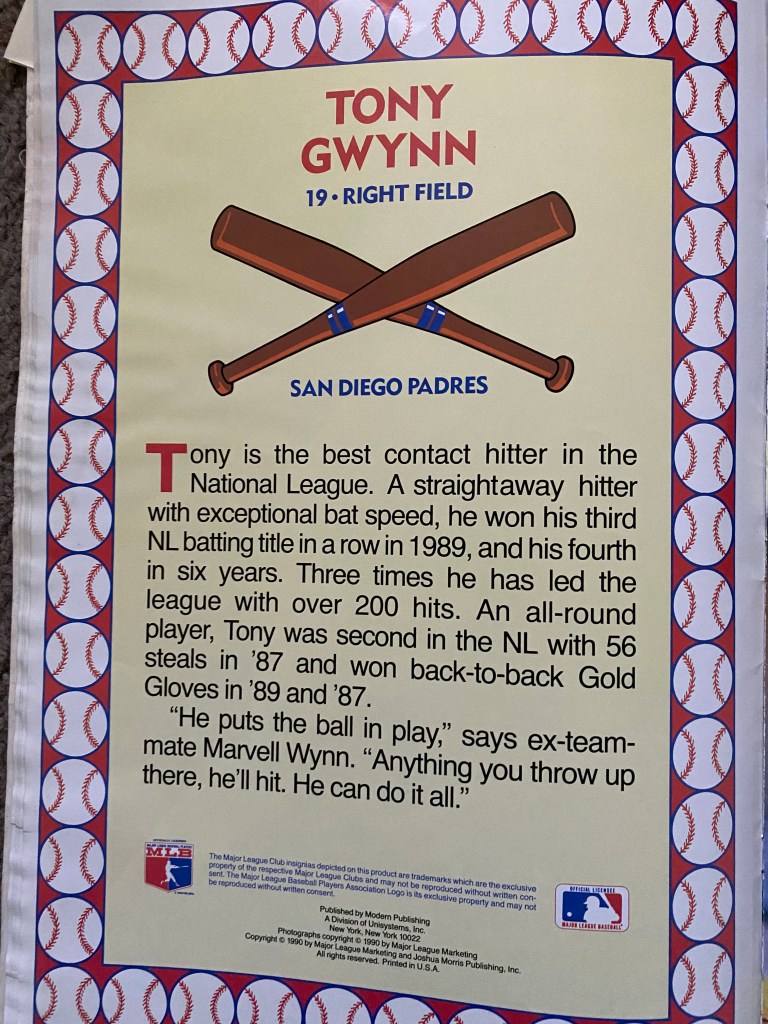 TONY
GWYNN
19 • RIGHT FIELD
SAN DIEGO PADRES
Tony is the best contact hitter in the
National League. A straightaway hitter
with exceptional bat speed, he won his third
NL batting title in a row in 1989, and his fourth
in six years. Three times he has led the
league with over 200 hits. An all-round
player, Tony was second in the NL with 56
steals in ’87 and won back-to-back Gold
Gloves in ’89 and ’87.
“He puts the ball in play,” says ex-team-
mate Marvell Wynn. “Anything you throw up
there, he’ll hit. He can do it all.”
MLB
The Major League Club insignias depicted on this product are trademarks which are the exclusive
property of the respective Major League Clubs and may not be reproduced without written con-
sent. The Major League Baseball Players Association Logo is its exclusive property and may not
be reproduced without written consent.
OFFICIAL LICENSEE
MAJOR LEAGUE BASEBALL
Published by Modern Publishing
A Division of Unisystems, Inc.
New York, New York 10022
Photographs copyright © 1990 by Major League Marketing
Copyright © 1990 by Major League Marketing and Joshua Morris Publishing, Inc.
All rights reserved. Printed in U.S.A.